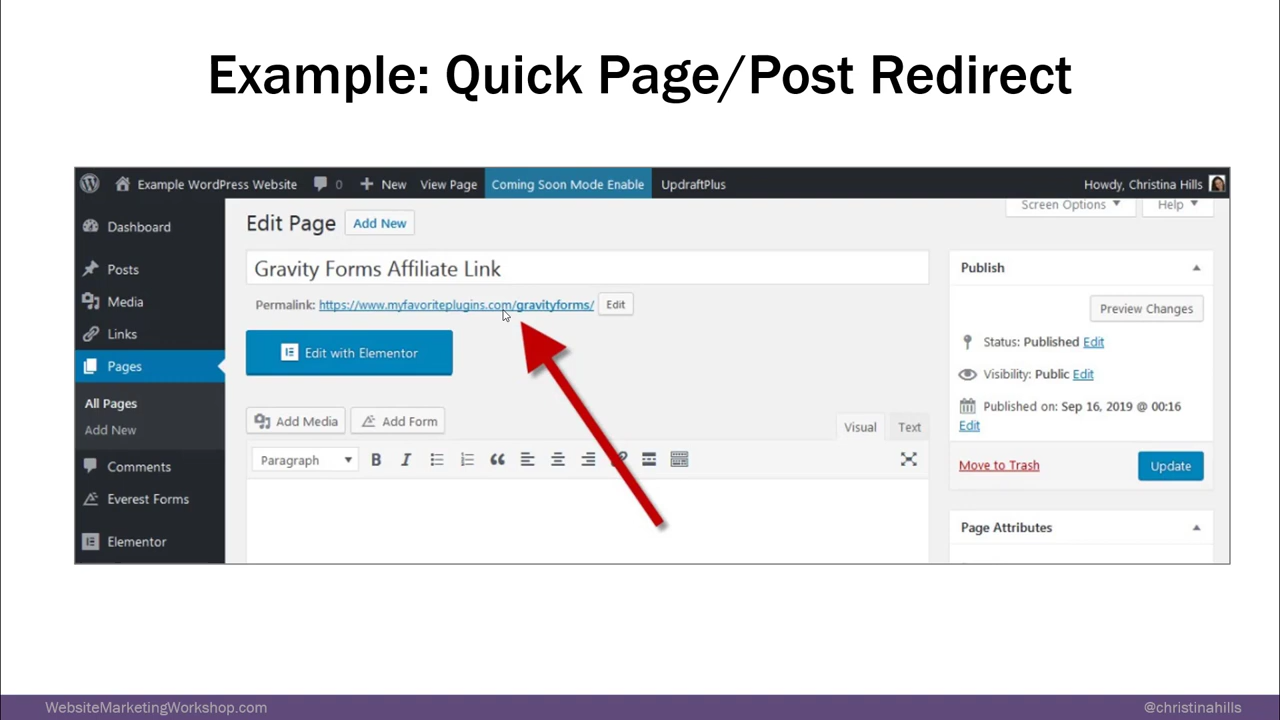 Example: Quick Page/Post Redirect
Example WordPress Website 0 New View Page Coming Soon Mode Enable UpdraftPlus Howdy, Christina Hills
Screen Options Help
Dashboard
Posts
Media
Links
Pages
All Pages
Add New
Comments
Everest Forms
Elementor
Edit Page Add New
Gravity Forms Affiliate Link
Permalink: https://www.myfavoriteplugins.com/gravityforms/ Edit
Edit with Elementor
Add Media Add Form
Visual Text
Paragraph B I
Publish
Preview Changes
Status: Published Edit
Visibility: Public Edit
Published on: Sep 16, 2019 @ 00:16
Edit
Move to Trash Update
Page Attributes
WebsiteMarketingWorkshop.com @christinahills